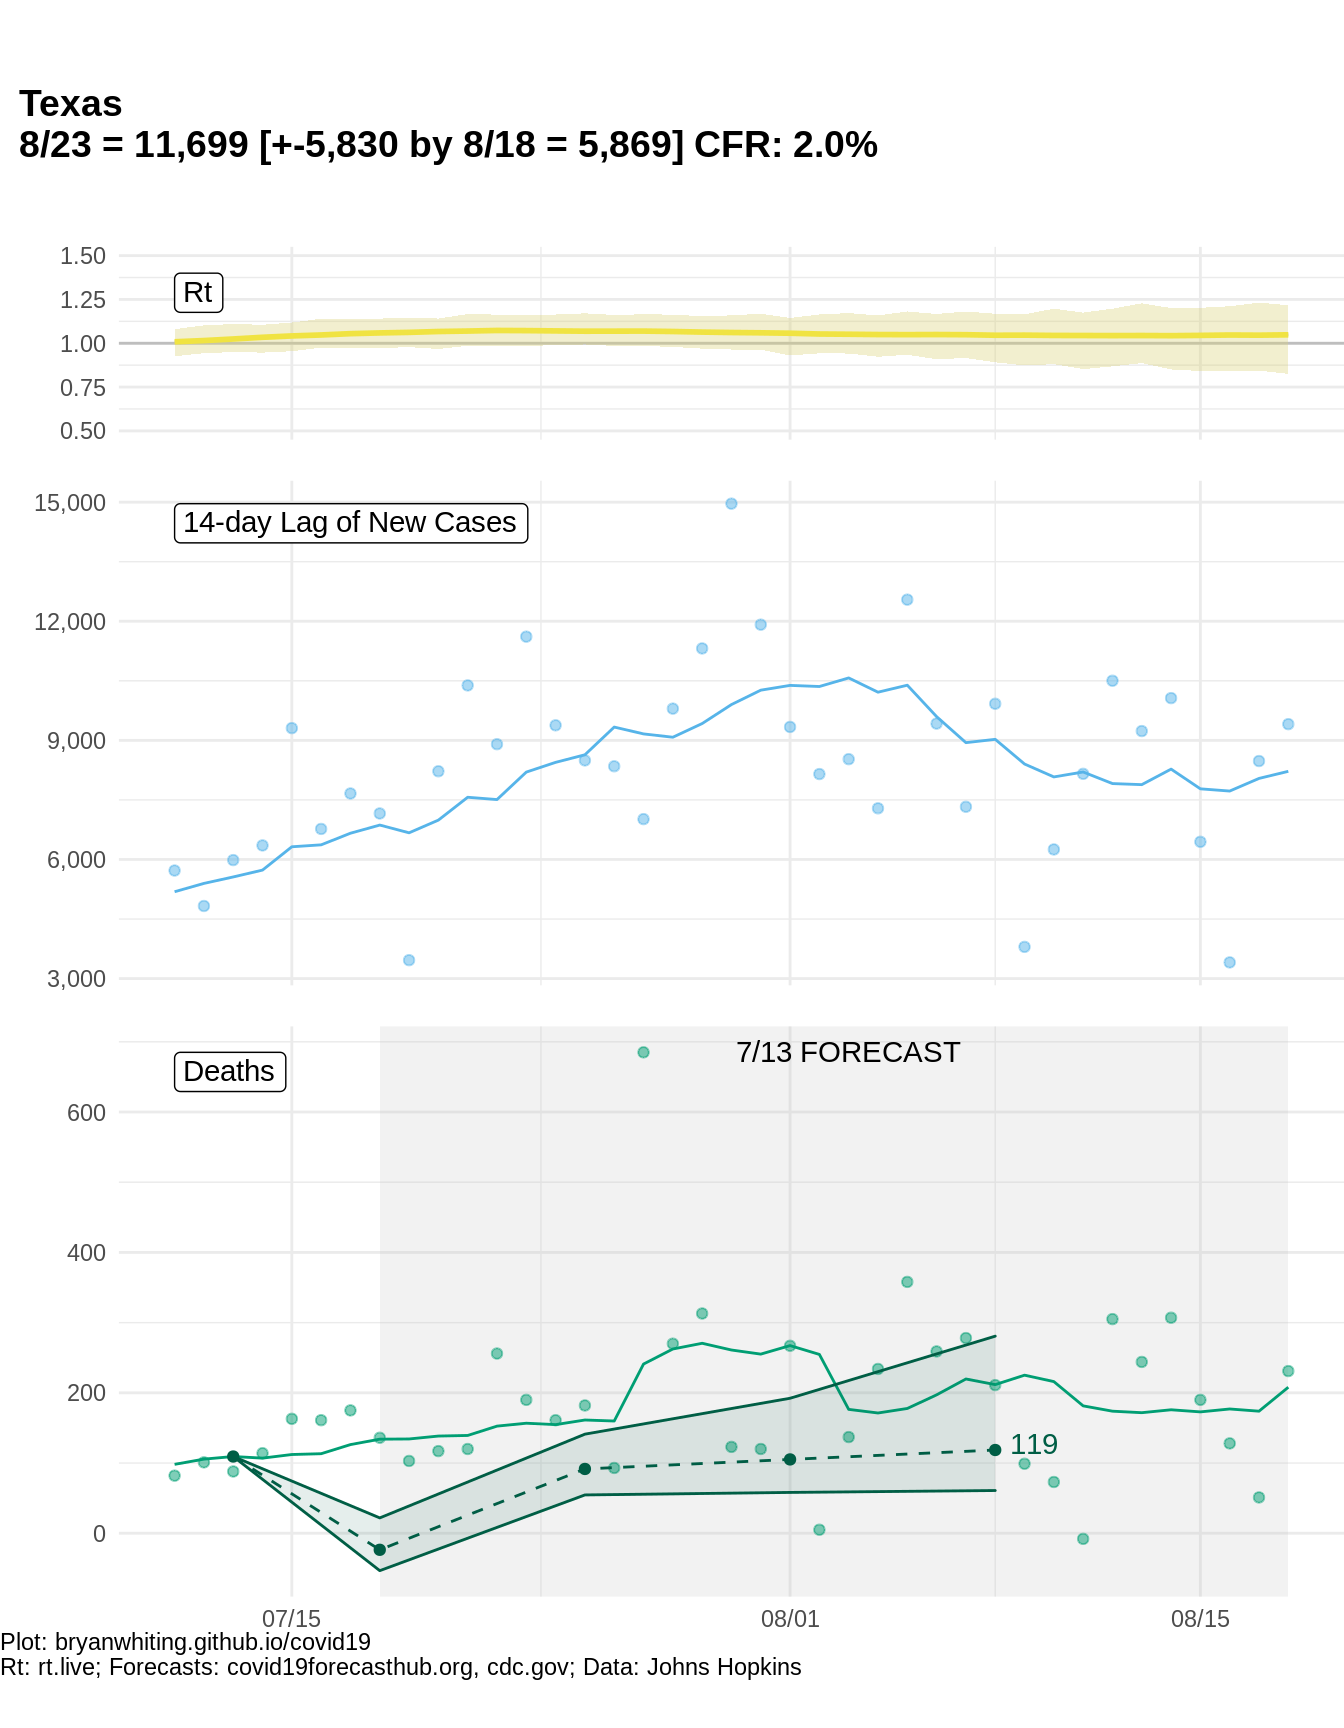 Texas
8/23 = 11,699 [+-5,830 by 8/18 = 5,869] CFR: 2.0%
1.50
1.25
1.00
0.75
0.50
Rt
15,000
12,000
9,000
6,000
3,000
14-day Lag of New Cases
600
400
200
0
Deaths
7/13 FORECAST
119
07/15
08/01
08/15
Plot: bryanwhiting.github.io/covid19
Rt: rt.live; Forecasts: covid19forecasthub.org, cdc.gov; Data: Johns Hopkins